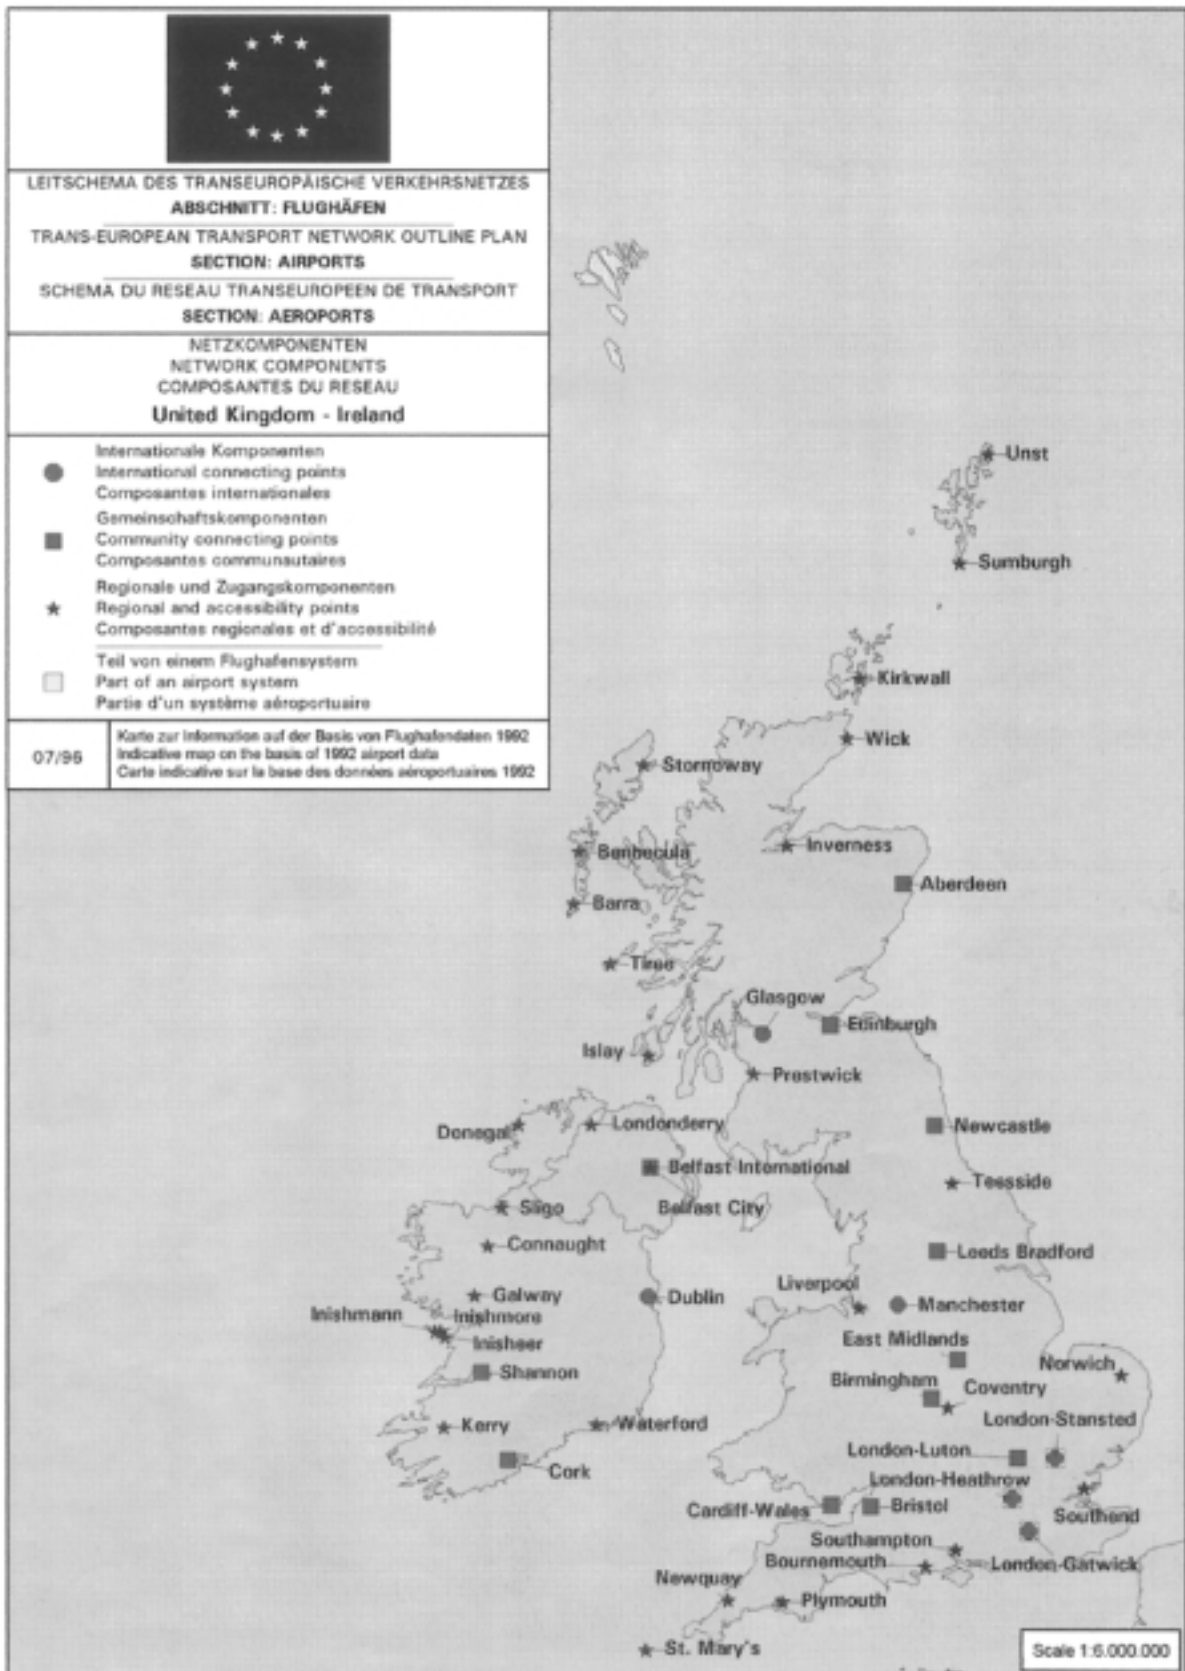 LEITSCHEMA DES TRANSEUROPÄISCHE VERKEHRSNETZES
ABSCHNITT: FLUGHÄFEN
TRANS-EUROPEAN TRANSPORT NETWORK OUTLINE PLAN
SECTION: AIRPORTS
SCHEMA DU RESEAU TRANSEUROPEEN DE TRANSPORT
SECTION: AEROPORTS
NETZKOMPONENTEN
NETWORK COMPONENTS
COMPOSANTES DU RESEAU
United Kingdom - Ireland
Internationale Komponenten
International connecting points
Composantes internationales
Gemeinschaftskomponenten
Community connecting points
Composantes communautaires
Regionale und Zugangskomponenten
Regional and accessibility points
Composantes regionales et d'accessibilité
Teil von einem Flughafensystem
Part of an airport system
Partie d'un système aéroportuaire
07/96
Karte zur Information auf der Basis von Flughafendaten 1992
Indicative map on the basis of 1992 airport data
Carte indicative sur la base des données aéroportuaires 1992
Unst
Sumburgh
Kirkwall
Wick
Stornoway
Inverness
Benbecula
Aberdeen
Barra
Tiree
Glasgow
Edinburgh
Islay
Prestwick
Donegal
Londonderry
Newcastle
Belfast International
Teesside
Sligo
Belfast City
Connaught
Leeds Bradford
Liverpool
Galway
Dublin
Manchester
Inishmann
Inishmore
Inisheer
East Midlands
Norwich
Shannon
Birmingham
Coventry
London-Stansted
Kerry
Waterford
London-Luton
Cork
London-Heathrow
Cardiff-Wales
Bristol
Southend
Southampton
Bournemouth
London-Gatwick
Newquay
Plymouth
St. Mary's
Scale 1:6.000.000